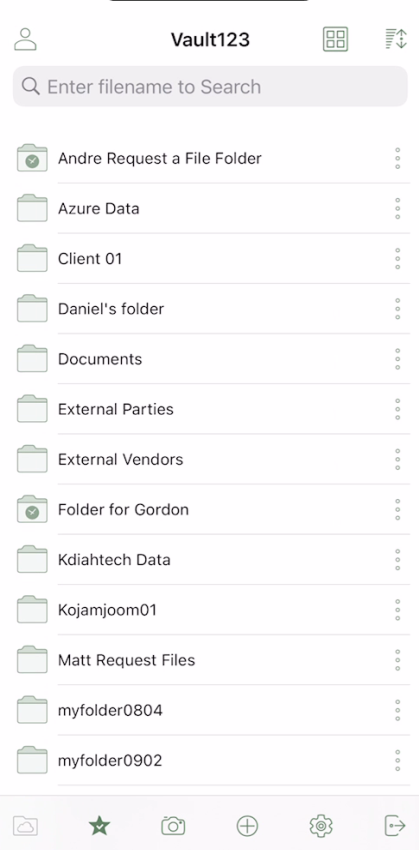 Vault123
Enter filename to Search
Andre Request a File Folder
Azure Data
Client 01
Daniel's folder
Documents
External Parties
External Vendors
Folder for Gordon
Kdiahtech Data
Kojamjoom01
Matt Request Files
myfolder0804
myfolder0902